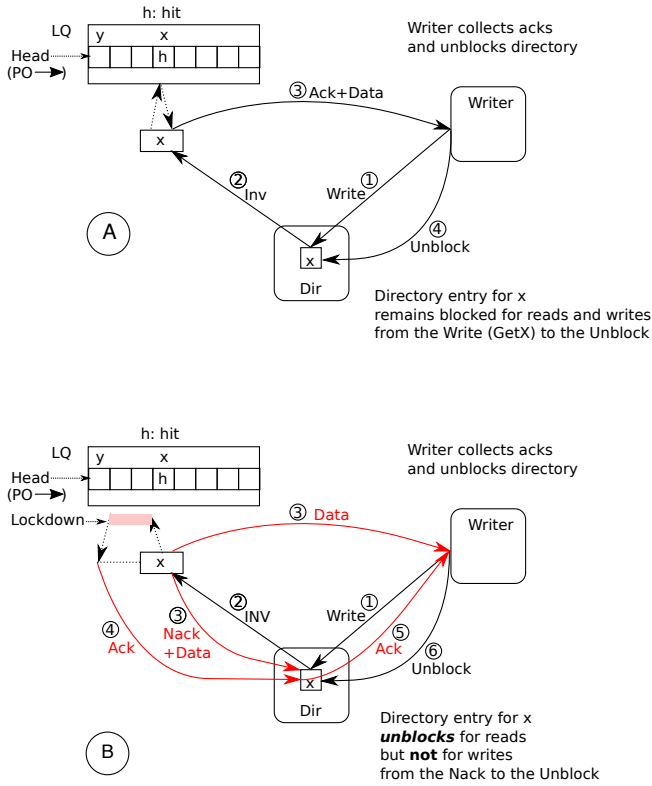 h: hit
LQ
y x
Head
h
(PO )
Writer collects acks
and unblocks directory
③ Ack+Data
Writer
x
② Inv
Write ①
④
Unblock
A
x
Dir
Directory entry for x
remains blocked for reads and writes
from the Write (GetX) to the Unblock
h: hit
LQ
y x
Head
h
(PO )
Lockdown
Writer collects acks
and unblocks directory
③ Data
Writer
x
② INV
Write ①
③
Nack
+Data
④
Ack
⑤
Ack
⑥
Unblock
x
Dir
B
Directory entry for x
unblocks for reads
but not for writes
from the Nack to the Unblock